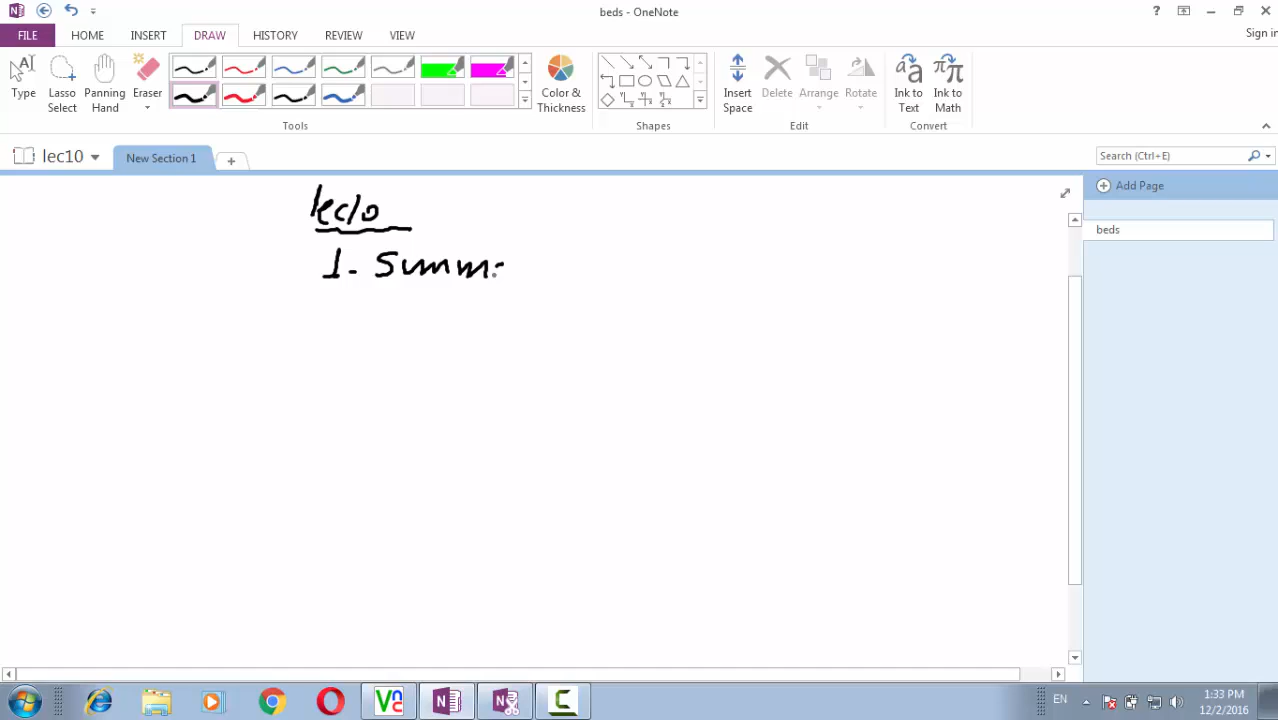 beds - OneNote
?
Sign in
FILE HOME INSERT DRAW HISTORY REVIEW VIEW
Type
Lasso Select
Panning Hand
Eraser
Color & Thickness
Insert Space
Delete
Arrange
Rotate
Ink to Text
Ink to Math
Tools
Shapes
Edit
Convert
lec10
New Section 1
Search (Ctrl+E)
Add Page
beds
lec10
1. Summ
EN
1:33 PM
12/2/2016